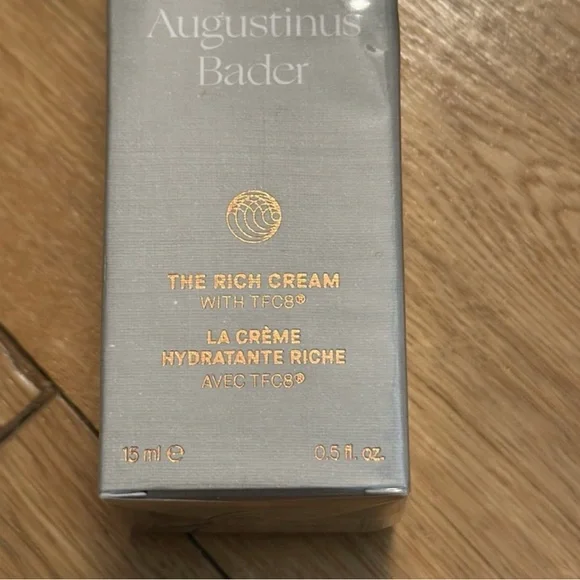 Augustinus
Bader
THE RICH CREAM
WITH TFC8®
LA CRÈME
HYDRATANTE RICHE
AVEC TFC8®
15 ml ℮
0.5 fl. oz.